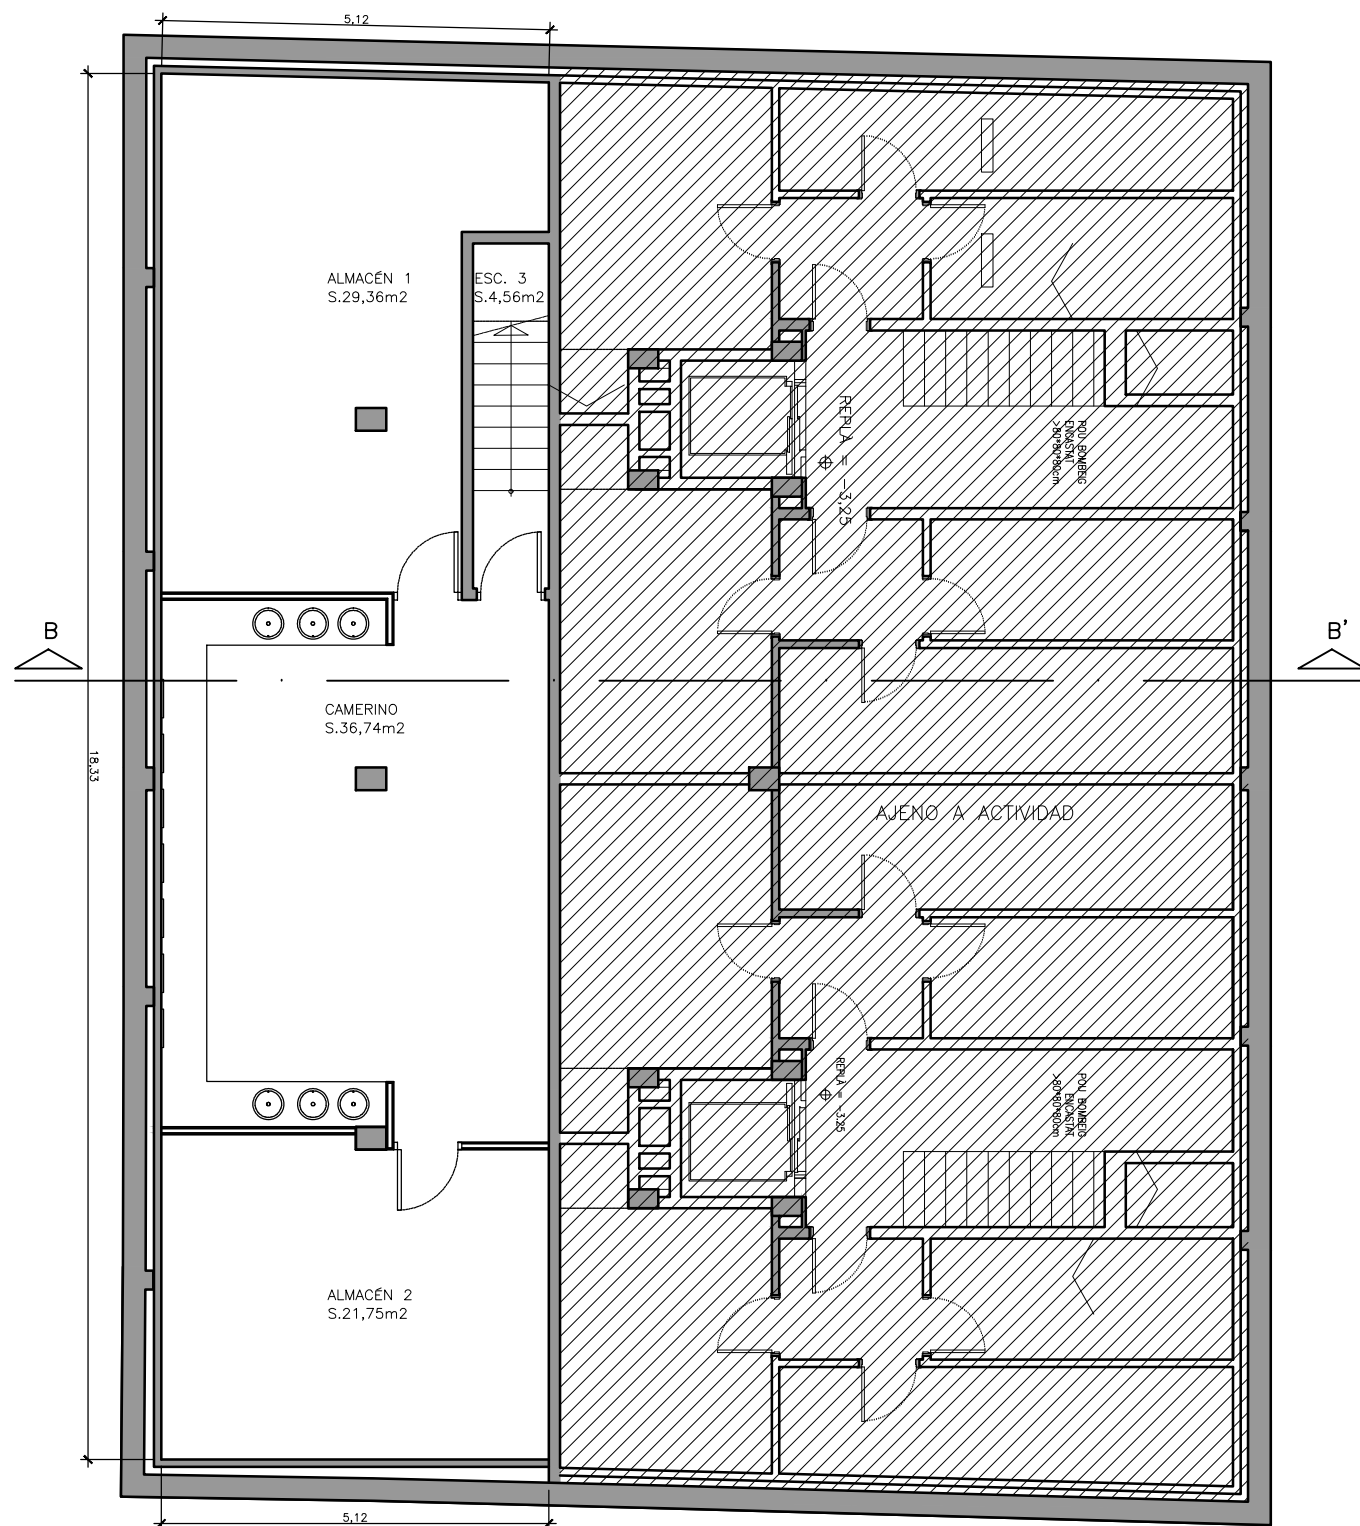 5,12
ALMACÉN 1
S.29,36m2
ESC. 3
S.4,56m2
REPLÀ = -3,25
POU BOMBEIG
ENCASTAT
>80*80*80cm
B
B'
CAMERINO
S.36,74m2
18,33
AJENO A ACTIVIDAD
REPLÀ = -3,25
POU BOMBEIG
ENCASTAT
>80*80*80cm
ALMACÉN 2
S.21,75m2
5,12